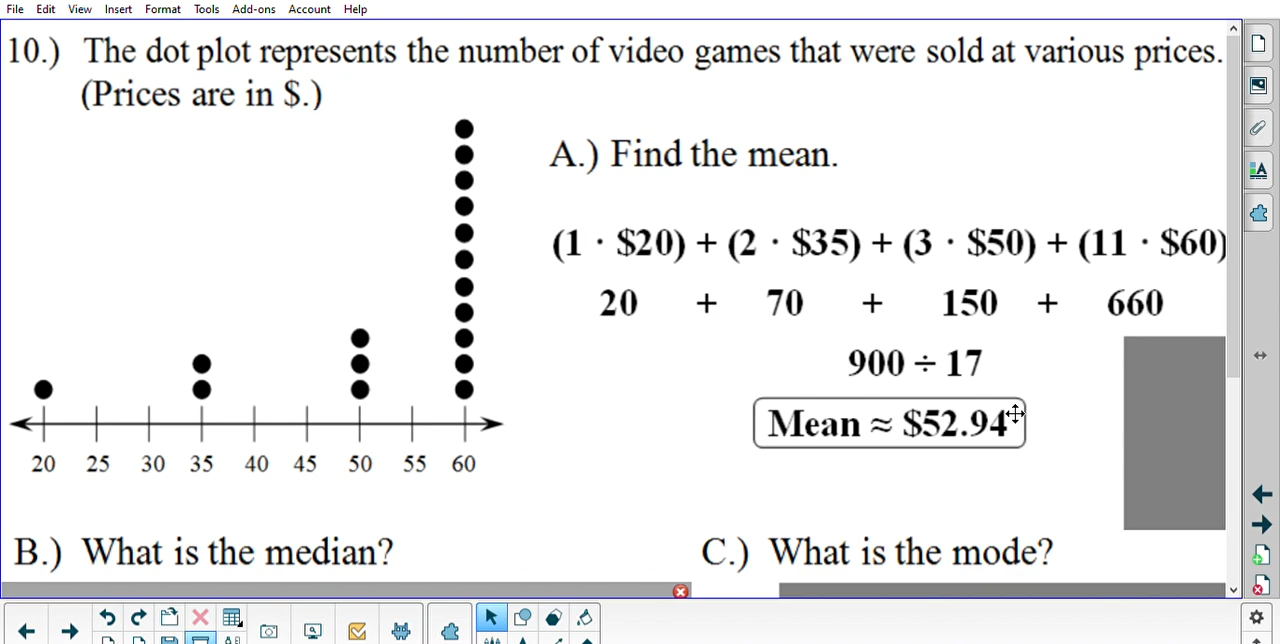 File Edit View Insert Format Tools Add-ons Account Help
10.) The dot plot represents the number of video games that were sold at various prices.
(Prices are in $.)
A.) Find the mean.
(1 · $20) + (2 · $35) + (3 · $50) + (11 · $60)
20 + 70 + 150 + 660
900 ÷ 17
Mean ≈ $52.94
20 25 30 35 40 45 50 55 60
B.) What is the median?
C.) What is the mode?